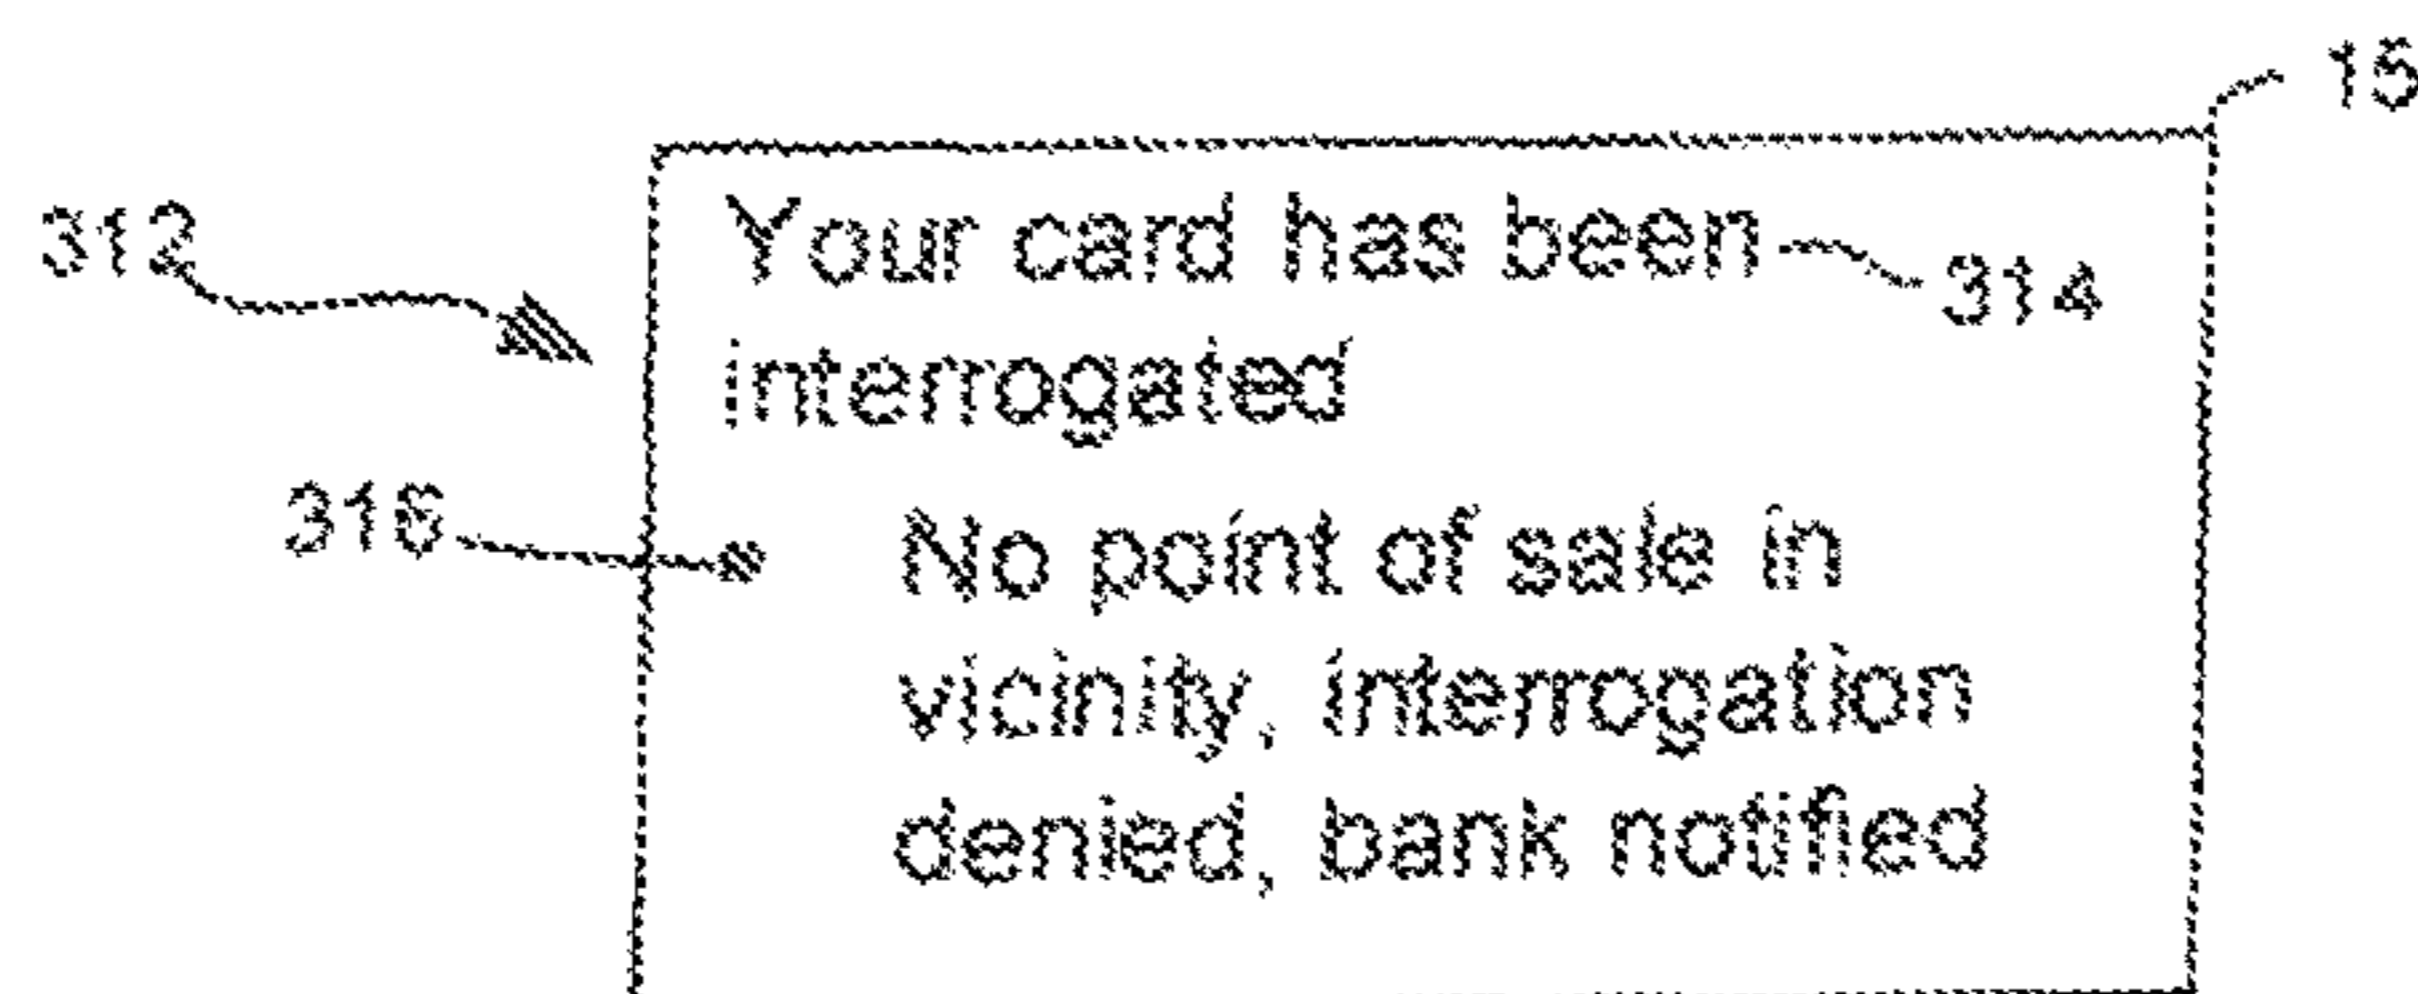 15
312
Your card has been
314
interrogated
316
No point of sale in
vicinity, interrogation
denied, bank notified